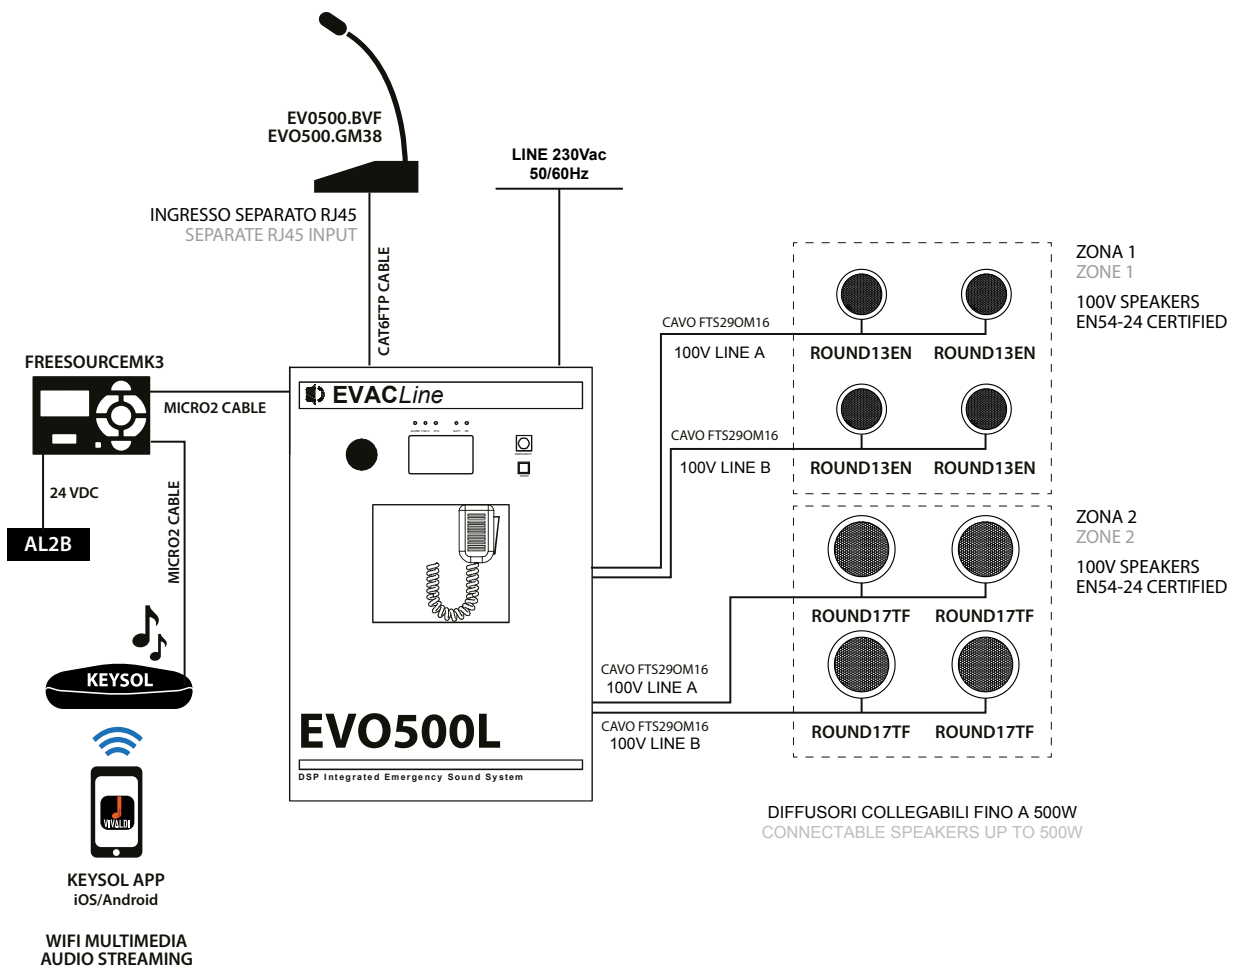 EV0500.BVF
EVO500.GM38
LINE 230Vac
50/60Hz
INGRESSO SEPARATO RJ45
SEPARATE RJ45 INPUT
CAT6FTP CABLE
ZONA 1
ZONE 1
100V SPEAKERS
EN54-24 CERTIFIED
CAVO FTS29OM16
100V LINE A
ROUND13EN ROUND13EN
CAVO FTS29OM16
100V LINE B
ROUND13EN ROUND13EN
FREESOURCEMK3
MICRO2 CABLE
24 VDC
AL2B
MICRO2 CABLE
KEYSOL
VIVALDI
KEYSOL APP
iOS/Android
WIFI MULTIMEDIA
AUDIO STREAMING
EVACLine
EVO500L
DSP Integrated Emergency Sound System
ZONA 2
ZONE 2
100V SPEAKERS
EN54-24 CERTIFIED
ROUND17TF ROUND17TF
CAVO FTS29OM16
100V LINE A
CAVO FTS29OM16
100V LINE B
ROUND17TF ROUND17TF
DIFFUSORI COLLEGABILI FINO A 500W
CONNECTABLE SPEAKERS UP TO 500W